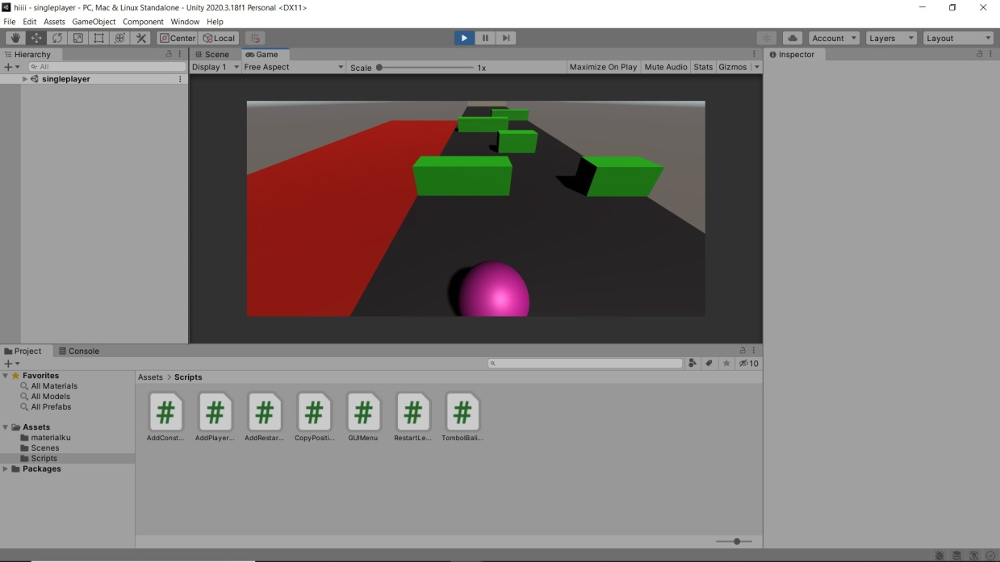 hiiii - singleplayer - PC, Mac & Linux Standalone - Unity 2020.3.18f1 Personal <DX11>
File Edit Assets GameObject Component Window Help
Center Local Account Layers Layout
Hierarchy Scene Game Inspector
All Display 1 Free Aspect Scale 1x Maximize On Play Mute Audio Stats Gizmos
singleplayer
Project Console
10
Favorites
All Materials
All Models
All Prefabs
Assets
materialku
Scenes
Scripts
Packages
Assets > Scripts
# # # # # # #
AddConst... AddPlayer... AddRestar... CopyPositi... GUIMenu RestartLe... TombolBali...